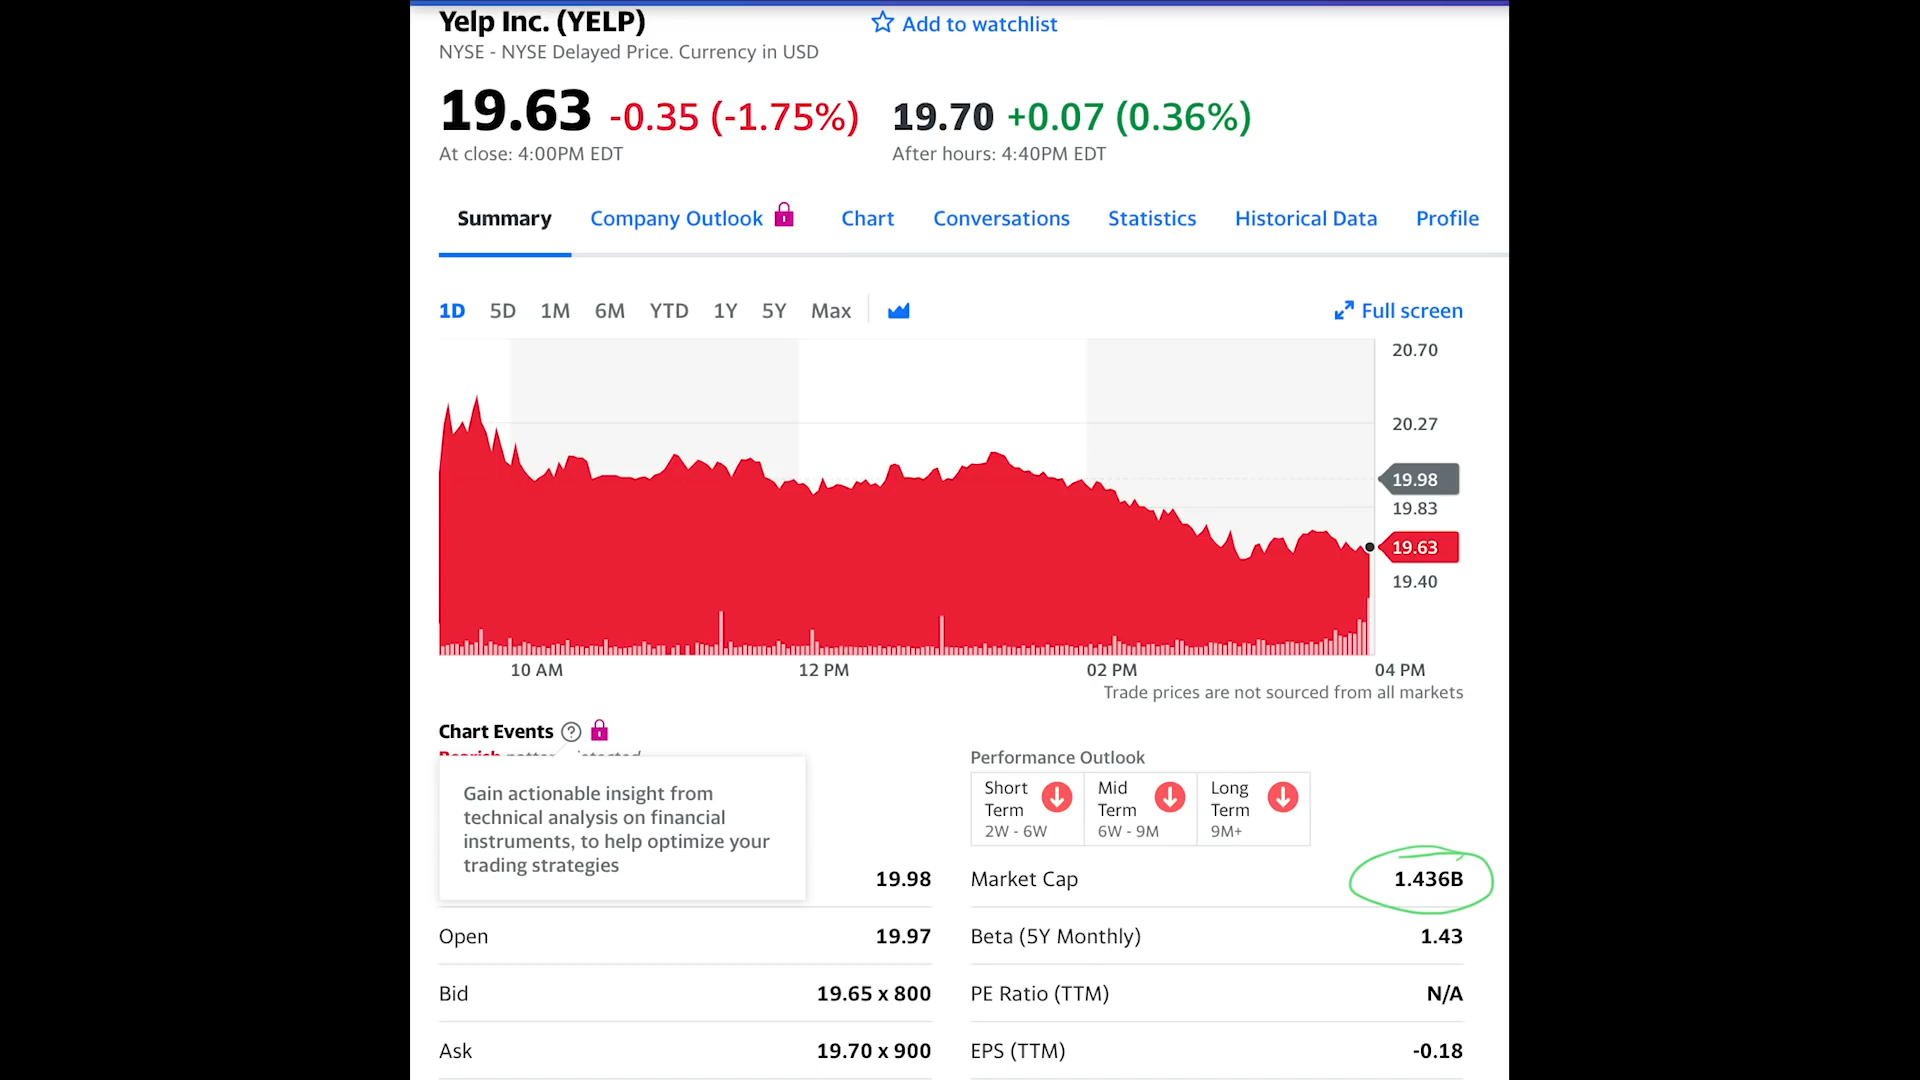 Yelp Inc. (YELP)
Add to watchlist
NYSE - NYSE Delayed Price. Currency in USD
19.63 -0.35 (-1.75%)
19.70 +0.07 (0.36%)
At close: 4:00PM EDT
After hours: 4:40PM EDT
Summary Company Outlook Chart Conversations Statistics Historical Data Profile
1D 5D 1M 6M YTD 1Y 5Y Max
Full screen
20.70
20.27
19.98
19.83
19.63
19.40
10 AM 12 PM 02 PM 04 PM
Trade prices are not sourced from all markets
Chart Events ?
Gain actionable insight from
technical analysis on financial
instruments, to help optimize your
trading strategies
Performance Outlook
Short
Term
2W - 6W
Mid
Term
6W - 9M
Long
Term
9M+
19.98
Market Cap 1.436B
Open 19.97
Beta (5Y Monthly) 1.43
Bid 19.65 x 800
PE Ratio (TTM) N/A
Ask 19.70 x 900
EPS (TTM) -0.18